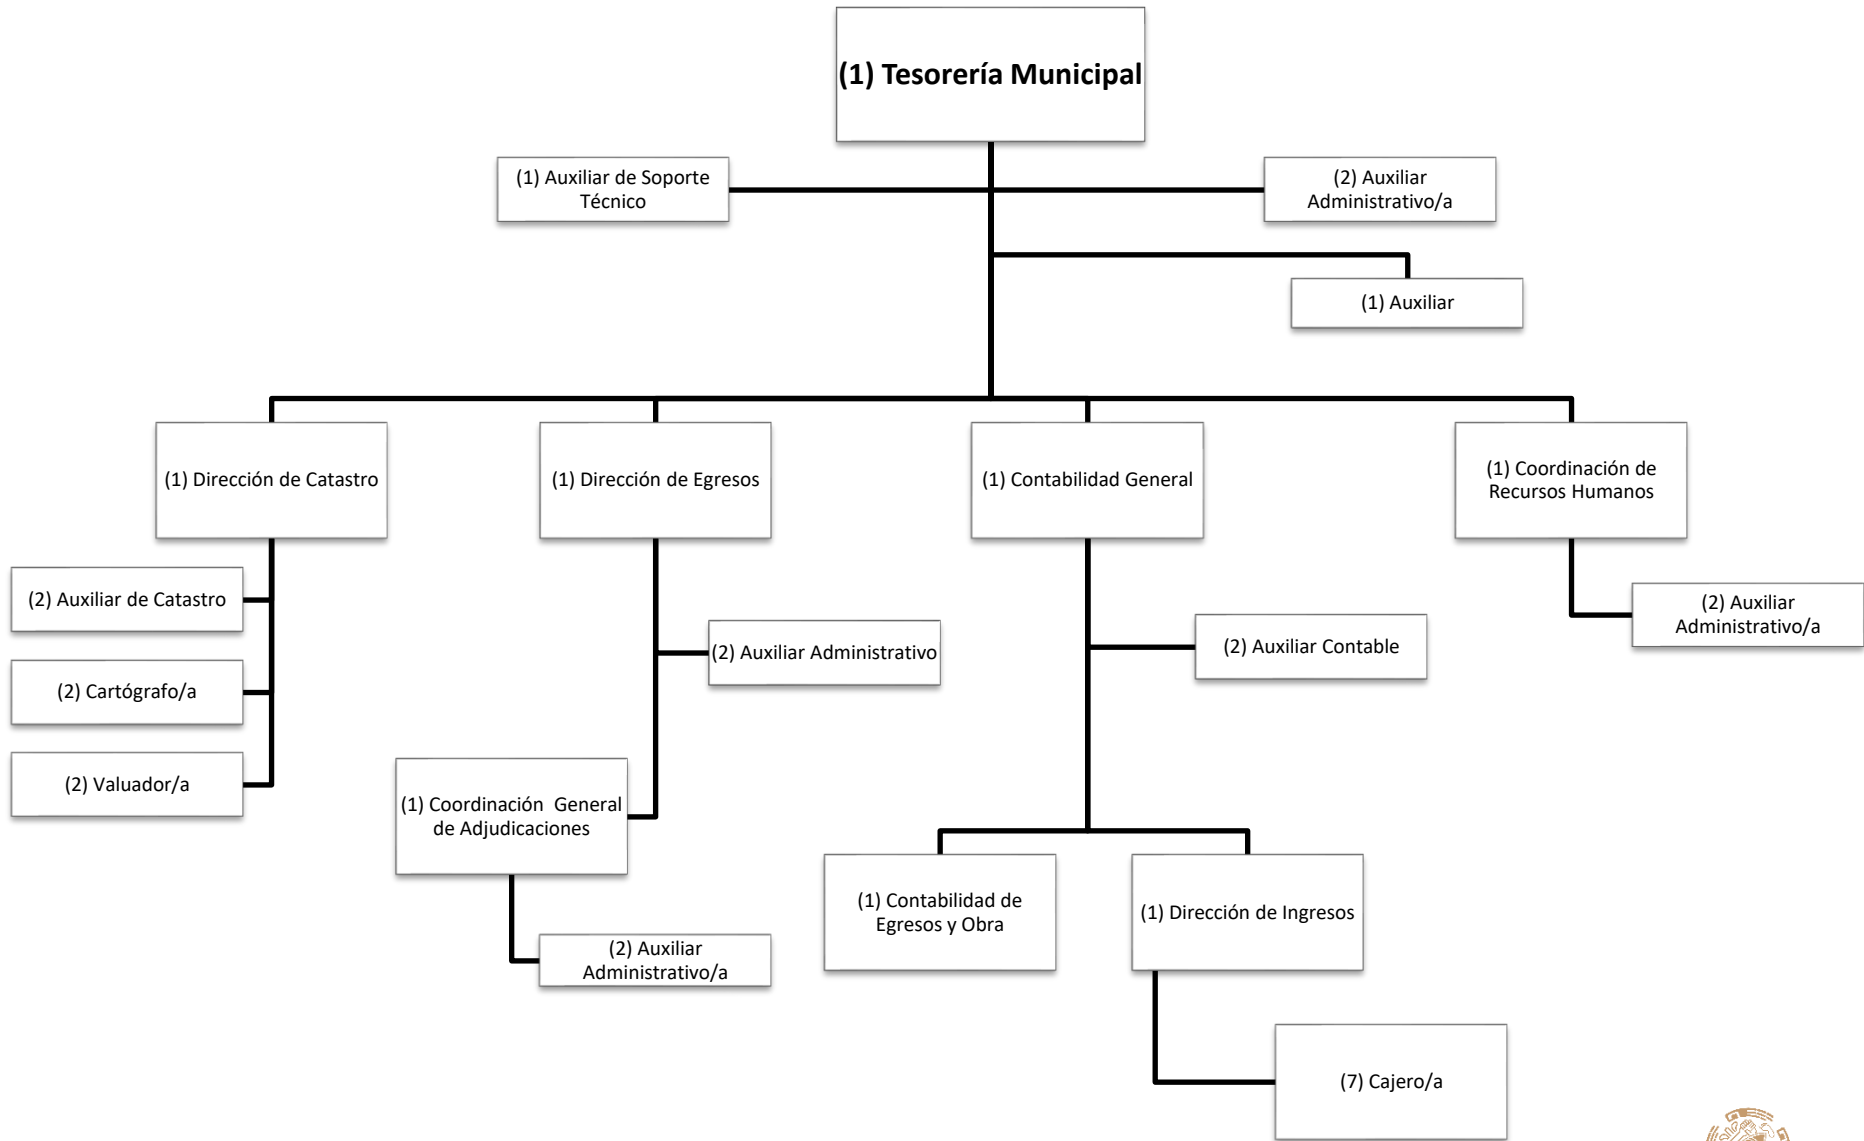 (1) Tesorería Municipal
(1) Auxiliar de Soporte
Técnico
(2) Auxiliar
Administrativo/a
(1) Auxiliar
(1) Dirección de Catastro
(1) Dirección de Egresos
(1) Contabilidad General
(1) Coordinación de
Recursos Humanos
(2) Auxiliar de Catastro
(2) Cartógrafo/a
(2) Valuador/a
(2) Auxiliar Administrativo
(2) Auxiliar Contable
(2) Auxiliar
Administrativo/a
(1) Coordinación  General
de Adjudicaciones
(2) Auxiliar
Administrativo/a
(1) Contabilidad de
Egresos y Obra
(1) Dirección de Ingresos
(7) Cajero/a